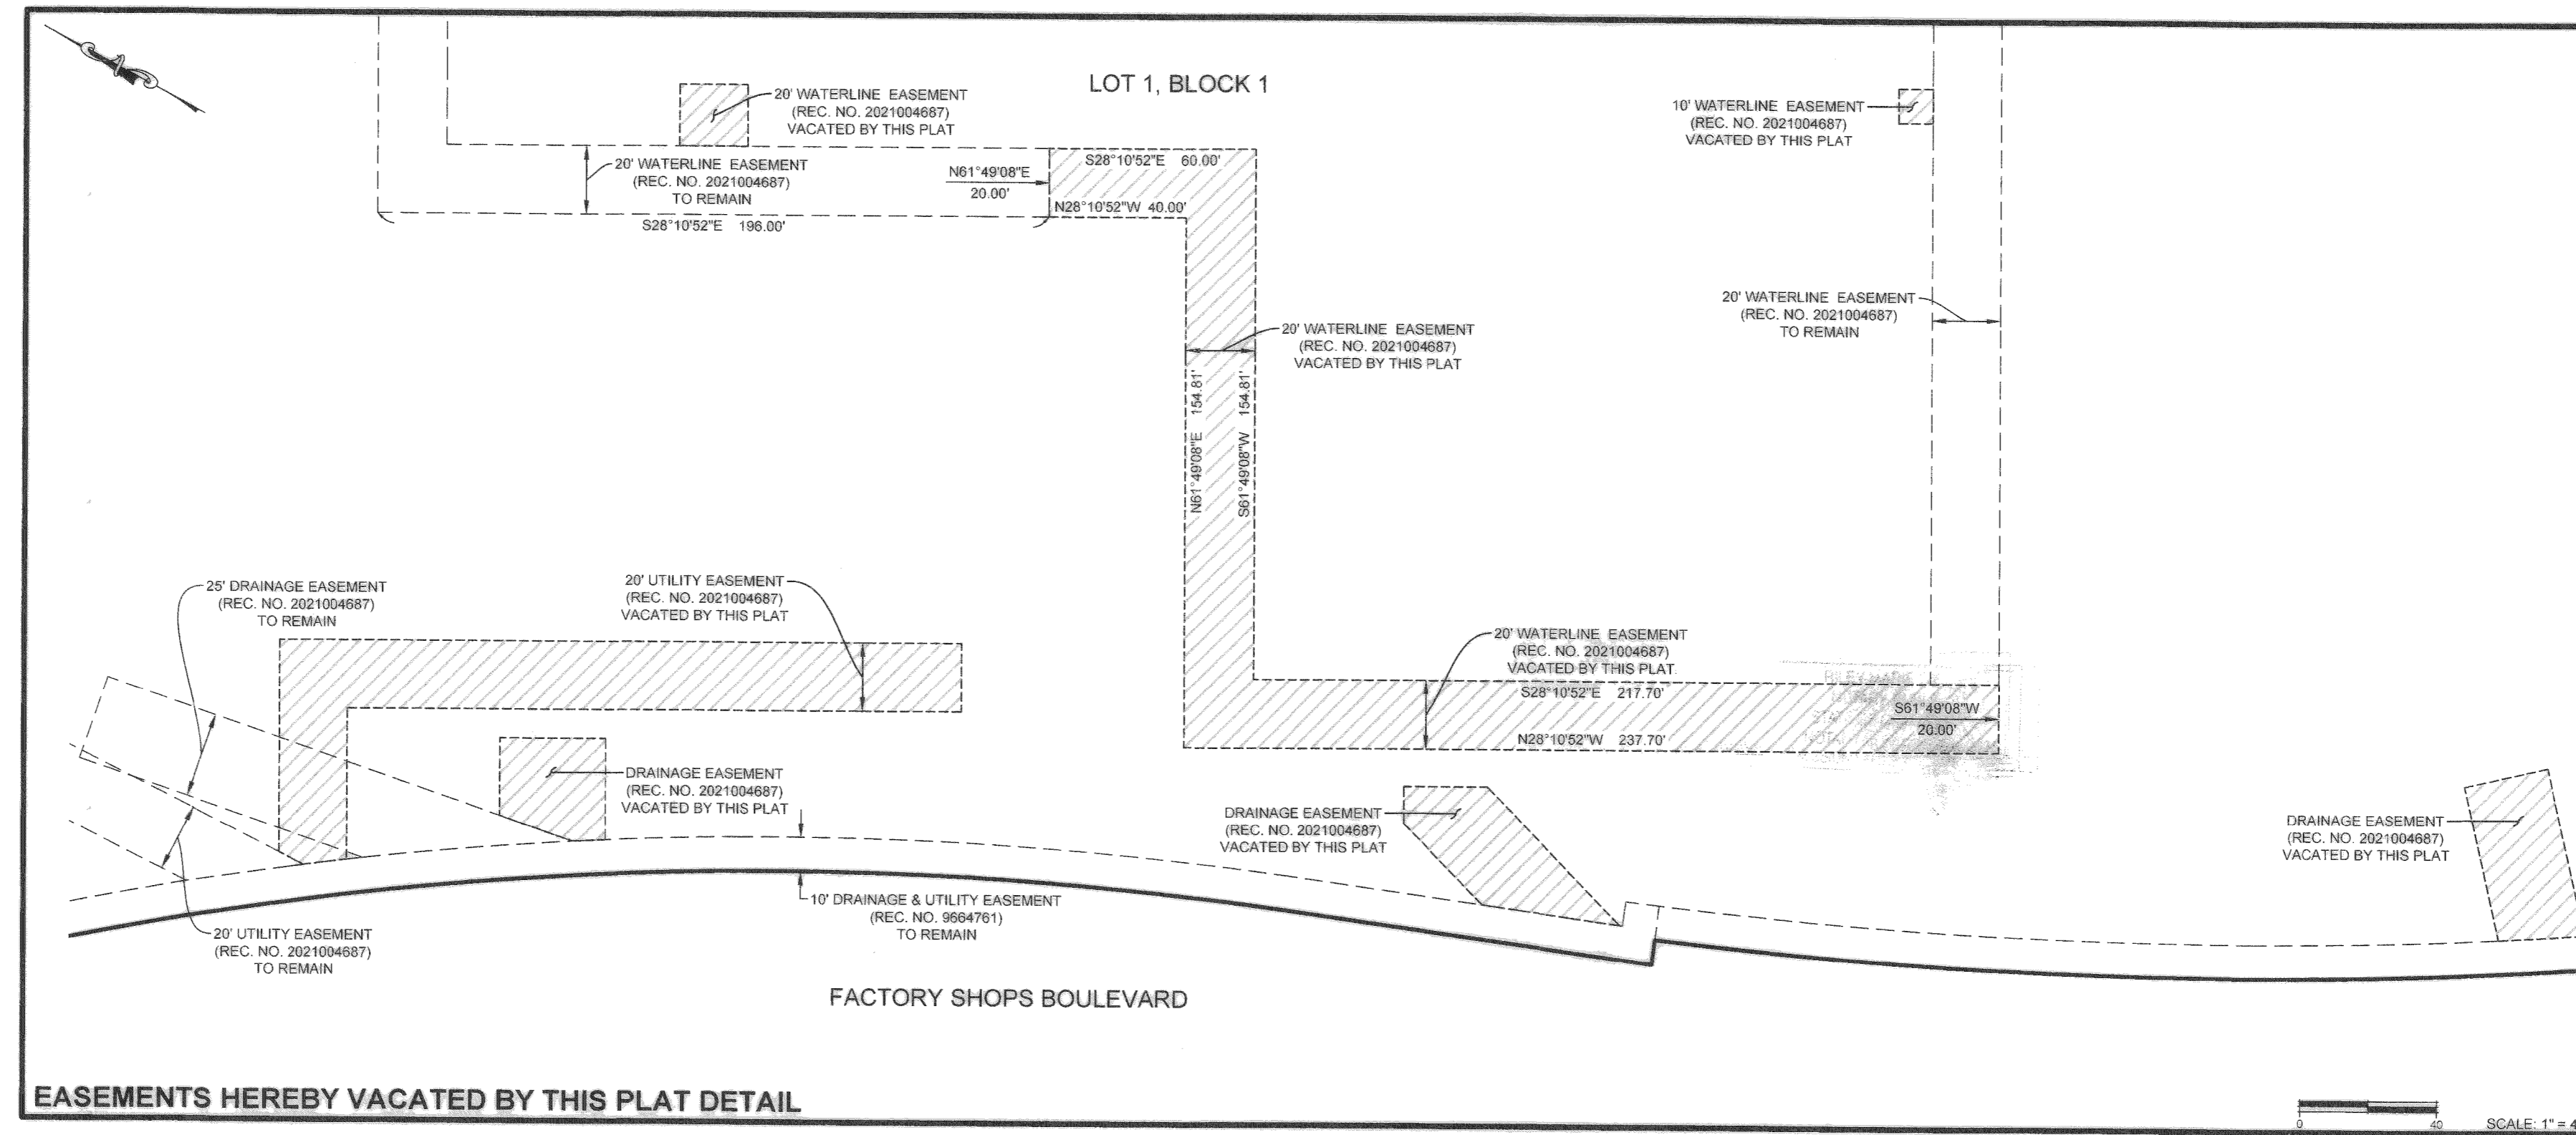 LOT 1, BLOCK 1
20' WATERLINE EASEMENT
(REC. NO. 2021004687)
VACATED BY THIS PLAT
10' WATERLINE EASEMENT
(REC. NO. 2021004687)
VACATED BY THIS PLAT
20' WATERLINE EASEMENT
(REC. NO. 2021004687)
TO REMAIN
N61°49'08"E
20.00'
S28°10'52"E 60.00'
N28°10'52"W 40.00'
S28°10'52"E 196.00'
20' WATERLINE EASEMENT
(REC. NO. 2021004687)
TO REMAIN
20' WATERLINE EASEMENT
(REC. NO. 2021004687)
VACATED BY THIS PLAT
N61°49'08"E 154.81'
S61°49'08"W 154.81'
25' DRAINAGE EASEMENT
(REC. NO. 2021004687)
TO REMAIN
20' UTILITY EASEMENT
(REC. NO. 2021004687)
VACATED BY THIS PLAT
20' WATERLINE EASEMENT
(REC. NO. 2021004687)
VACATED BY THIS PLAT
S28°10'52"E 217.70'
S61°49'08"W
20.00'
N28°10'52"W 237.70'
DRAINAGE EASEMENT
(REC. NO. 2021004687)
VACATED BY THIS PLAT
DRAINAGE EASEMENT
(REC. NO. 2021004687)
VACATED BY THIS PLAT
DRAINAGE EASEMENT
(REC. NO. 2021004687)
VACATED BY THIS PLAT
10' DRAINAGE & UTILITY EASEMENT
(REC. NO. 9664761)
TO REMAIN
20' UTILITY EASEMENT
(REC. NO. 2021004687)
TO REMAIN
FACTORY SHOPS BOULEVARD
EASEMENTS HEREBY VACATED BY THIS PLAT DETAIL
0 40
SCALE: 1" =